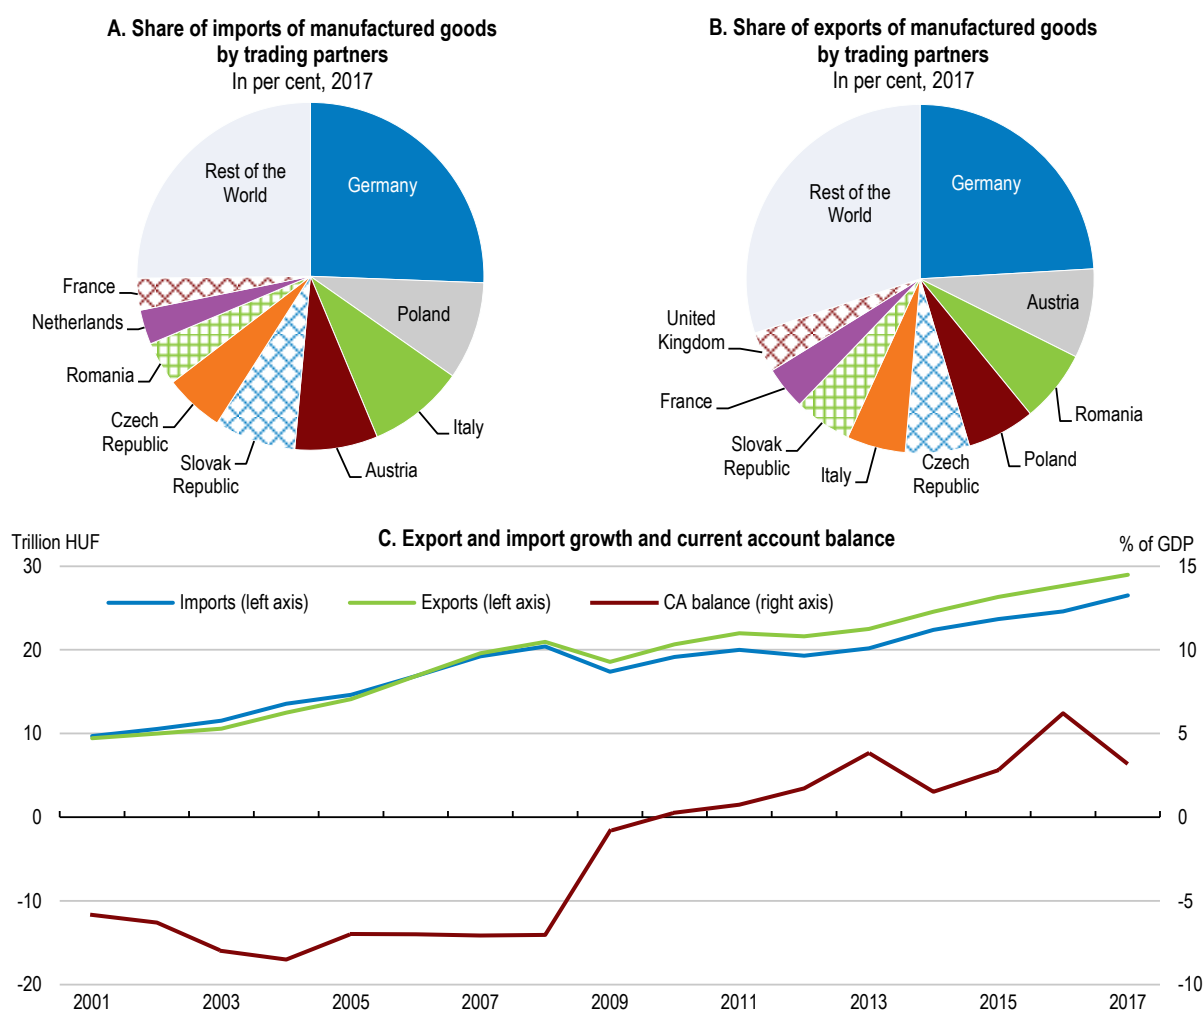 A. Share of imports of manufactured goods
by trading partners
In per cent, 2017
Rest of the
World
Germany
France
Netherlands
Poland
Romania
Czech
Republic
Slovak
Republic
Austria
Italy
B. Share of exports of manufactured goods
by trading partners
In per cent, 2017
Rest of the
World
Germany
Austria
United
Kingdom
France
Romania
Slovak
Republic
Italy
Czech
Republic
Poland
C. Export and import growth and current account balance
Trillion HUF
% of GDP
Imports (left axis)
Exports (left axis)
CA balance (right axis)
30
20
10
0
-10
-20
15
10
5
0
-5
-10
2001
2003
2005
2007
2009
2011
2013
2015
2017